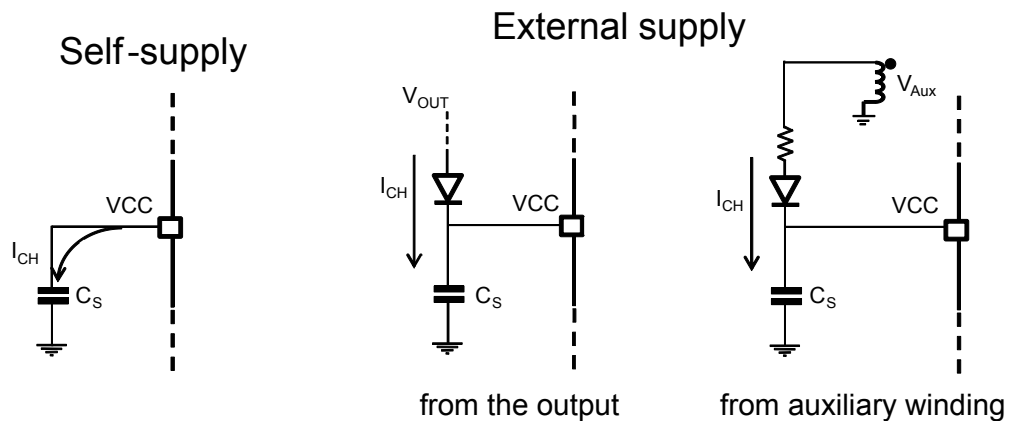 Self-supply
VCC
I_CH
C_S
External supply
V_OUT
I_CH
VCC
C_S
from the output
V_Aux
I_CH
VCC
C_S
from auxiliary winding